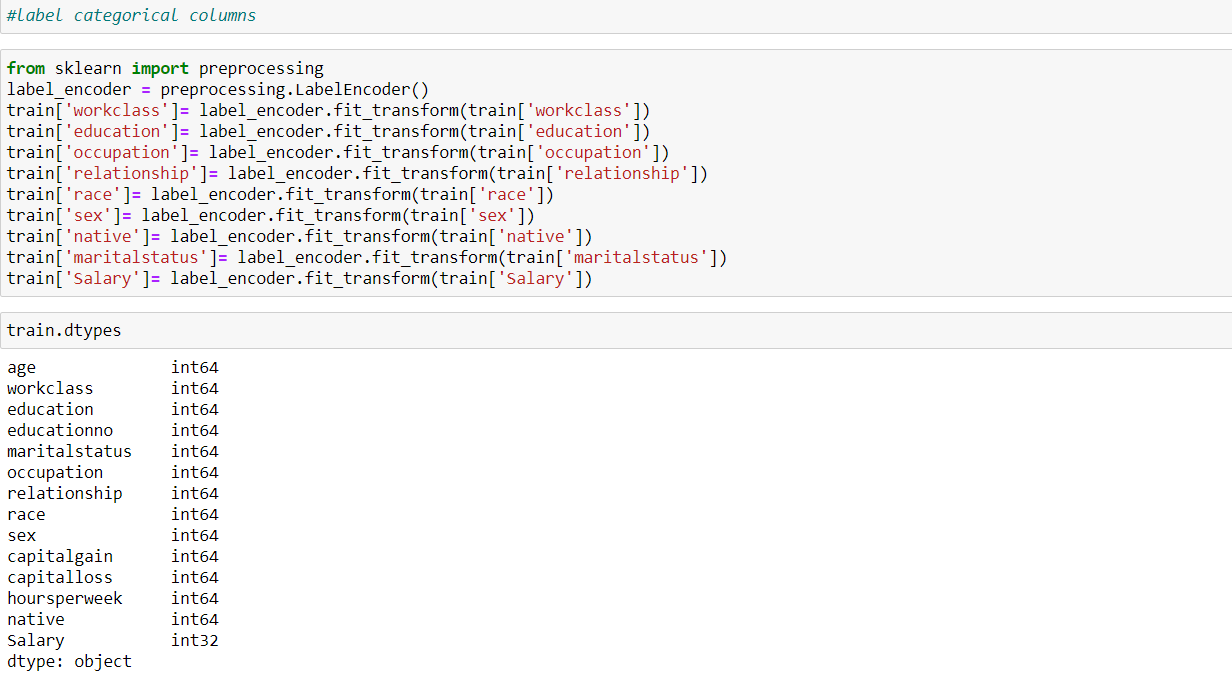 #label categorical columns
from sklearn import preprocessing
label_encoder = preprocessing.LabelEncoder()
train['workclass']= label_encoder.fit_transform(train['workclass'])
train['education']= label_encoder.fit_transform(train['education'])
train['occupation']= label_encoder.fit_transform(train['occupation'])
train['relationship']= label_encoder.fit_transform(train['relationship'])
train['race']= label_encoder.fit_transform(train['race'])
train['sex']= label_encoder.fit_transform(train['sex'])
train['native']= label_encoder.fit_transform(train['native'])
train['maritalstatus']= label_encoder.fit_transform(train['maritalstatus'])
train['Salary']= label_encoder.fit_transform(train['Salary'])
train.dtypes
age int64
workclass int64
education int64
educationno int64
maritalstatus int64
occupation int64
relationship int64
race int64
sex int64
capitalgain int64
capitalloss int64
hoursperweek int64
native int64
Salary int32
dtype: object